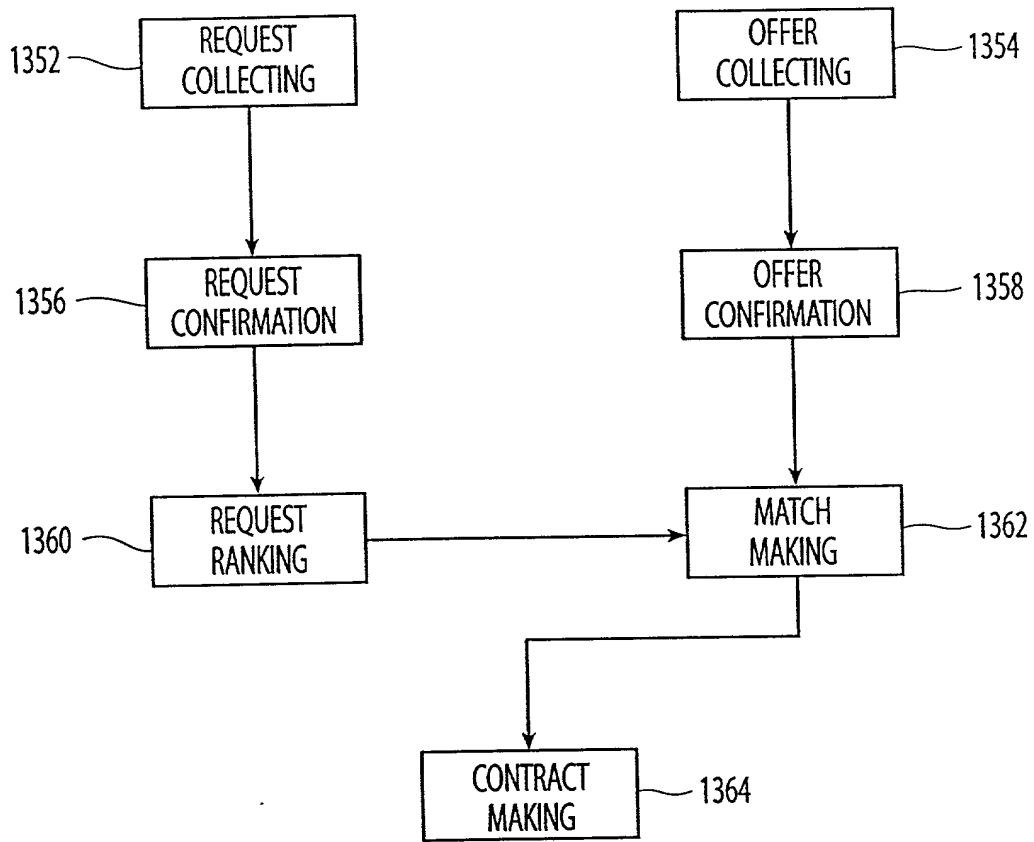 1352
REQUEST
COLLECTING
OFFER
COLLECTING
1354
1356
REQUEST
CONFIRMATION
OFFER
CONFIRMATION
1358
1360
REQUEST
RANKING
MATCH
MAKING
1362
CONTRACT
MAKING
1364